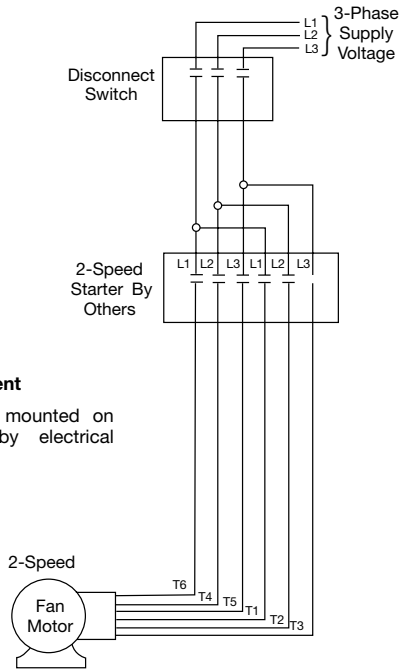 L1
L2
L3
3-Phase
Supply
Voltage
Disconnect
Switch
L1 L2 L3 L1 L2 L3
2-Speed
Starter By
Others
ent
mounted on
by electrical
2-Speed
T6
T4
T5
T1
T2
T3
Fan
Motor